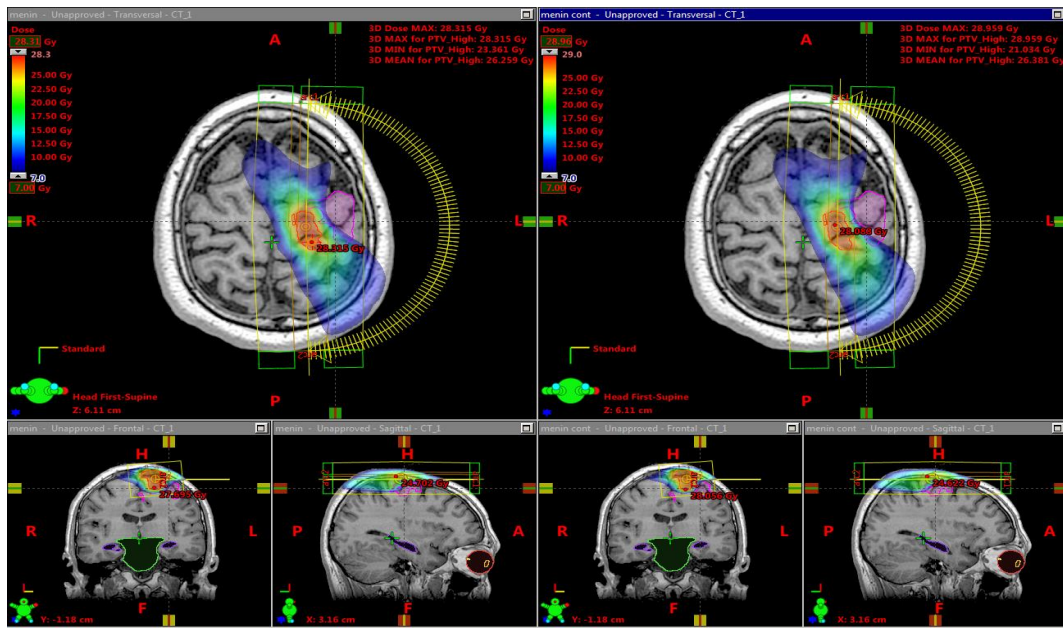 menin - Unapproved - Transversal - CT_1
Dose
28.31 Gy
28.3
25.00 Gy
22.50 Gy
20.00 Gy
17.50 Gy
15.00 Gy
12.50 Gy
10.00 Gy
7.0
7.00 Gy
A
3D Dose MAX: 28.315 Gy
3D MAX for PTV_High: 28.315 Gy
3D MIN for PTV_High: 23.361 Gy
3D MEAN for PTV_High: 26.259 Gy
R
L
28.315 Gy
Standard
Head First-Supine
Z: 6.11 cm
P
menin cont - Unapproved - Transversal - CT_1
Dose
28.96 Gy
29.0
25.00 Gy
22.50 Gy
20.00 Gy
17.50 Gy
15.00 Gy
12.50 Gy
10.00 Gy
7.0
7.00 Gy
A
3D Dose MAX: 28.959 Gy
3D MAX for PTV_High: 28.959 Gy
3D MIN for PTV_High: 21.034 Gy
3D MEAN for PTV_High: 26.381 Gy
R
L
Standard
Head First-Supine
Z: 6.11 cm
P
menin - Unapproved - Frontal - CT_1
H
R
L
F
Y: -1.18 cm
menin - Unapproved - Sagittal - CT_1
H
P
A
F
X: 3.16 cm
menin cont - Unapproved - Frontal - CT_1
H
R
L
F
Y: -1.18 cm
menin cont - Unapproved - Sagittal - CT_1
H
P
A
F
X: 3.16 cm